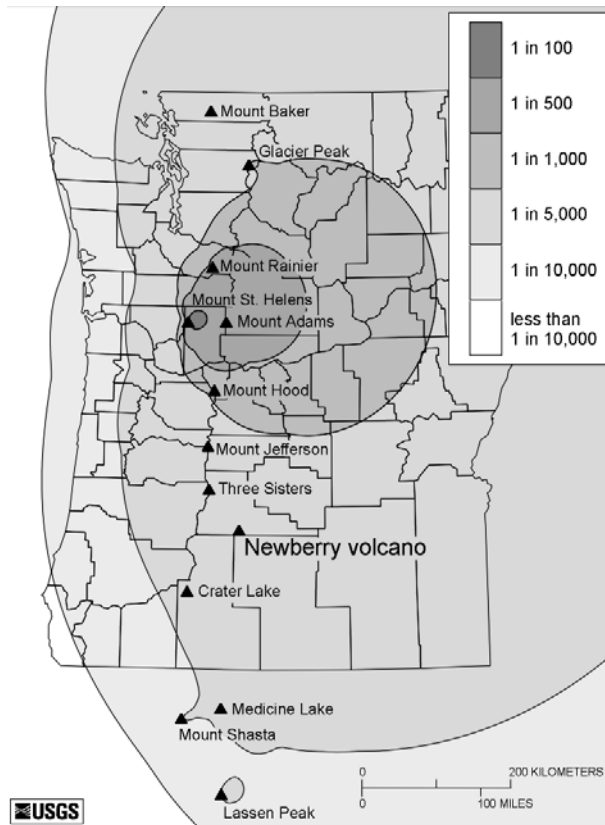 1 in 100
1 in 500
1 in 1,000
1 in 5,000
1 in 10,000
less than
1 in 10,000
Mount Baker
Glacier Peak
Mount Rainier
Mount St. Helens
Mount Adams
Mount Hood
Mount Jefferson
Three Sisters
Newberry volcano
Crater Lake
Medicine Lake
Mount Shasta
Lassen Peak
0 200 KILOMETERS
0 100 MILES
USGS